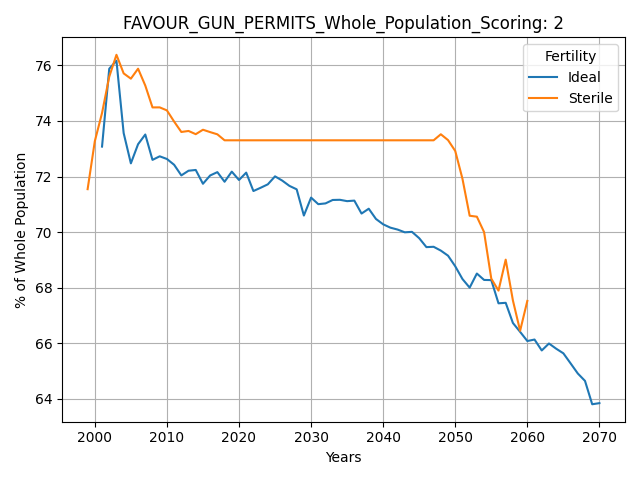 FAVOUR_GUN_PERMITS_Whole_Population_Scoring: 2
Fertility
Ideal
Sterile
% of Whole Population
76
74
72
70
68
66
64
2000 2010 2020 2030 2040 2050 2060 2070
Years